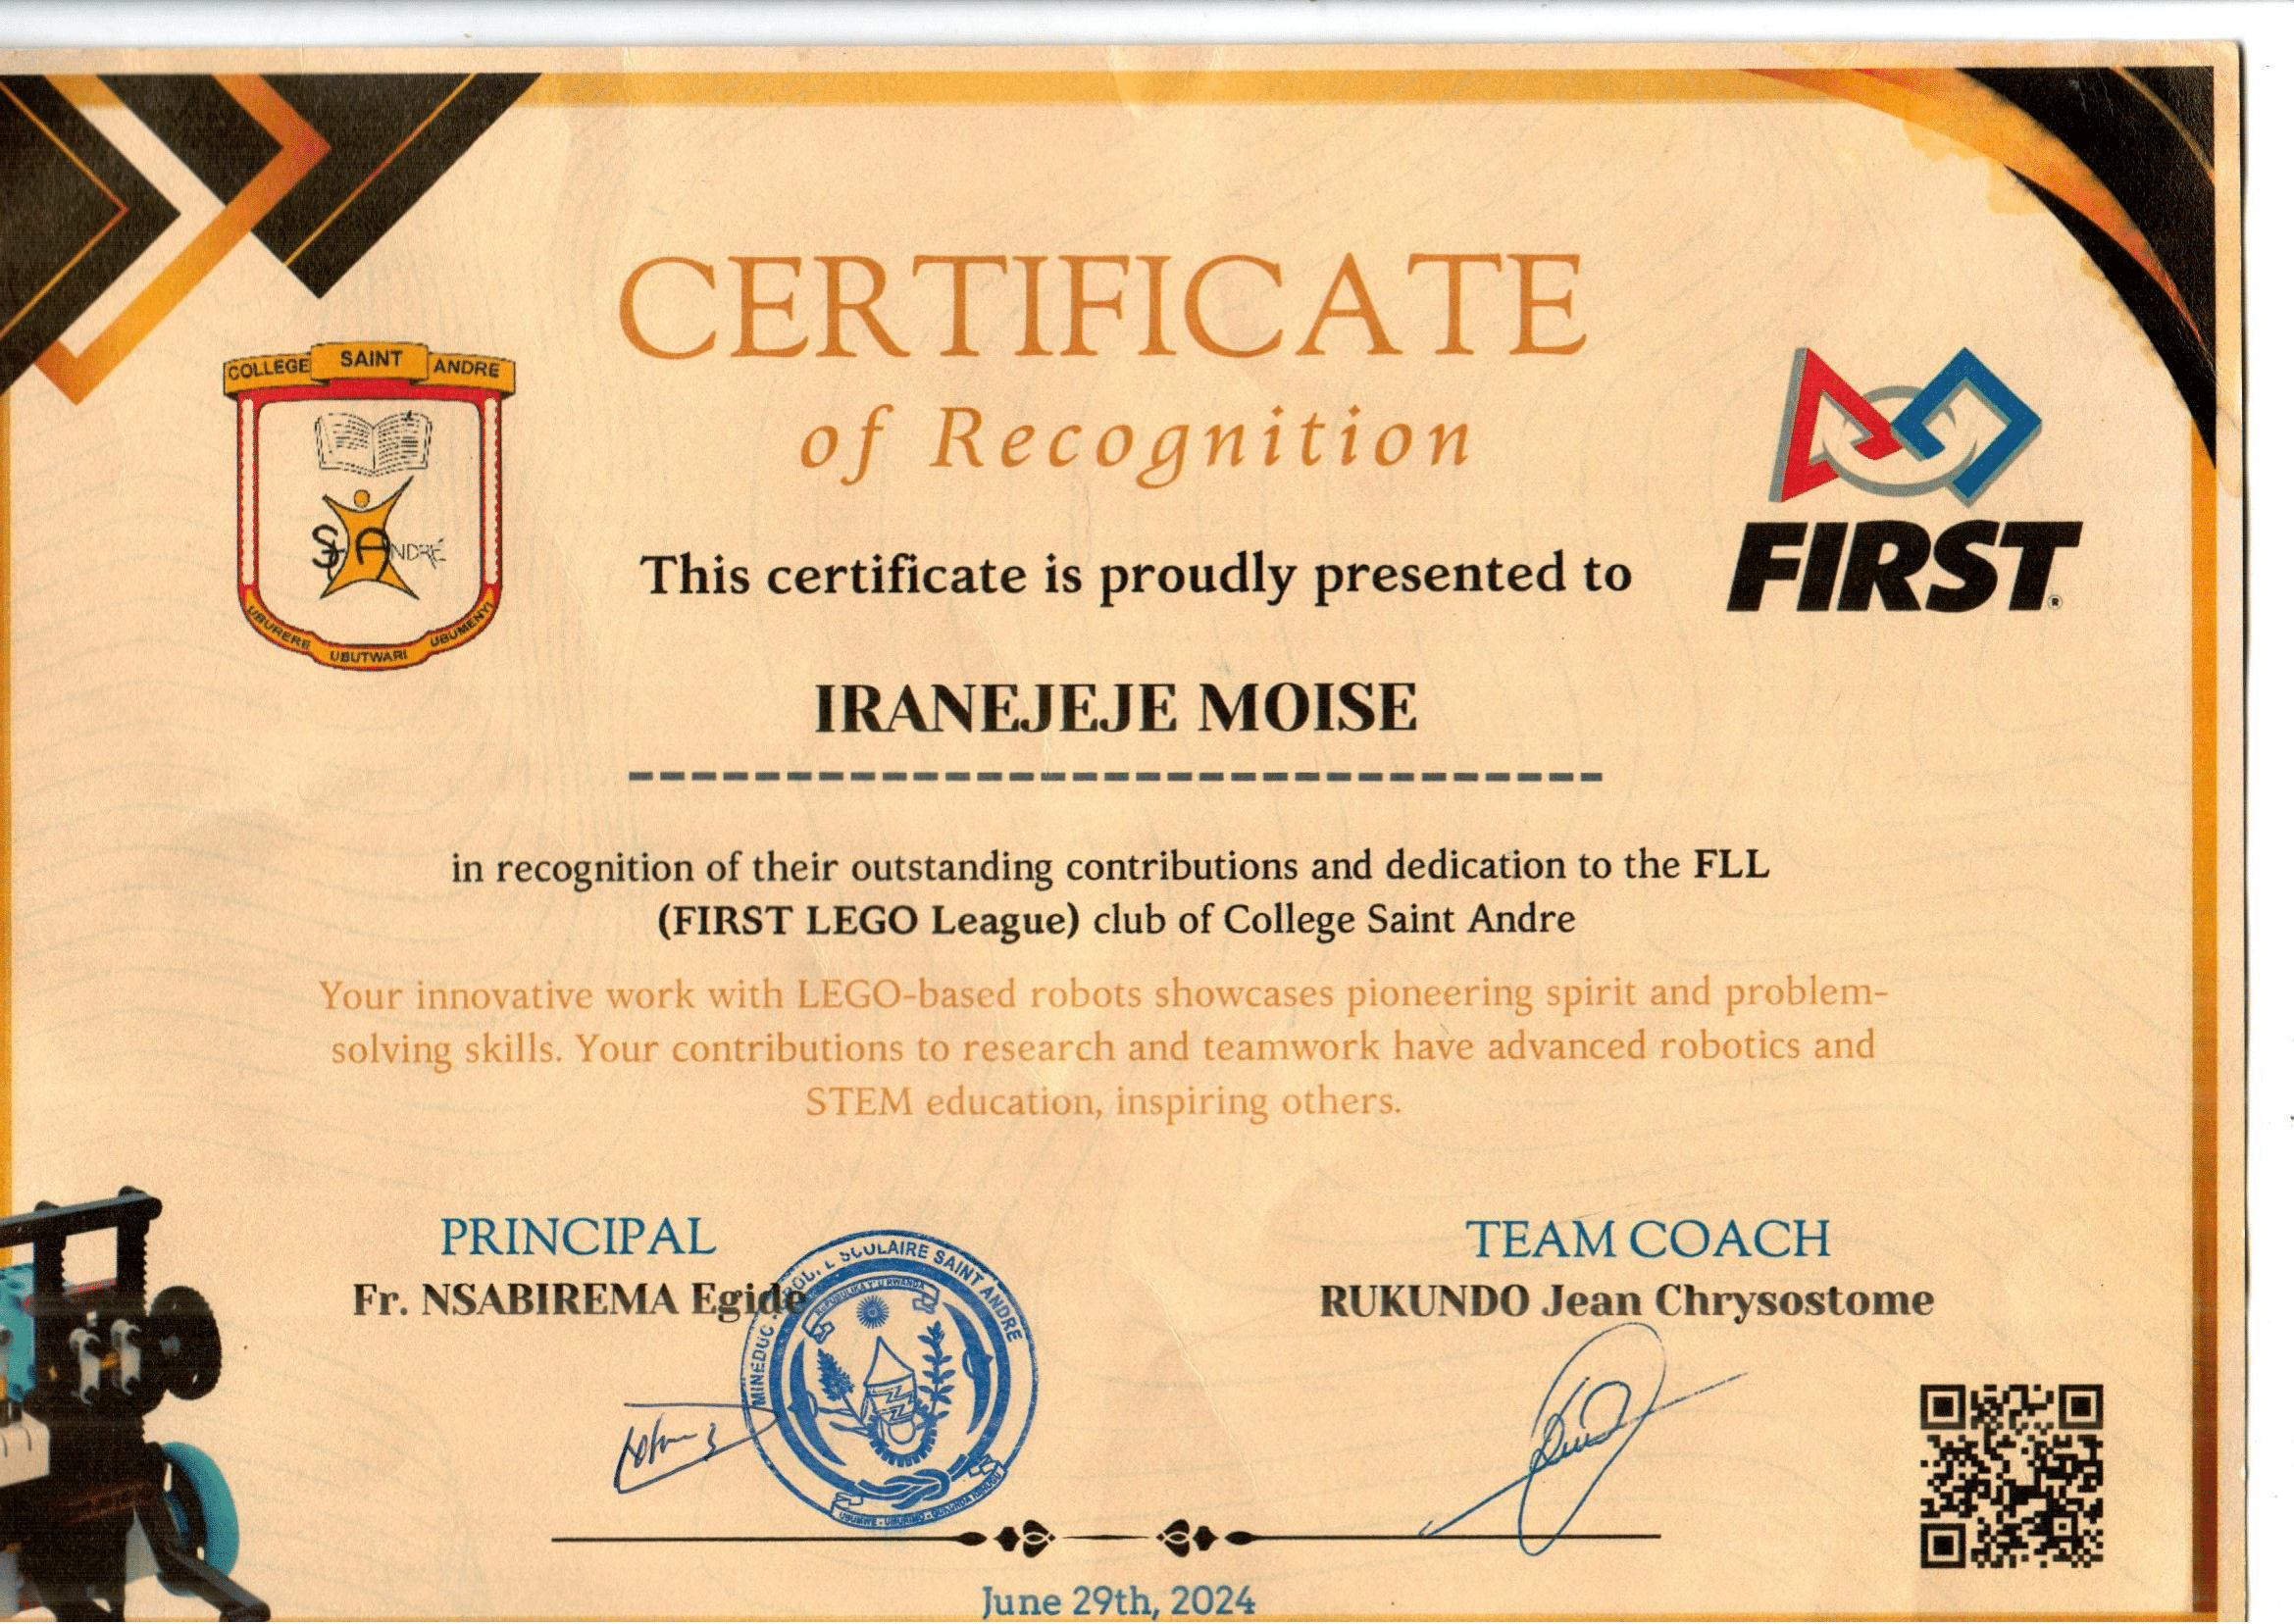 COLLEGE SAINT ANDRE
ST ANDRÉ
UBURERE UBUTWARI UBUMENYI
CERTIFICATE
of Recognition
FIRST®
This certificate is proudly presented to
IRANEJEJE MOISE
in recognition of their outstanding contributions and dedication to the FLL
(FIRST LEGO League) club of College Saint Andre
Your innovative work with LEGO-based robots showcases pioneering spirit and problem-
solving skills. Your contributions to research and teamwork have advanced robotics and
STEM education, inspiring others.
PRINCIPAL
Fr. NSABIREMA Egide
MINEDUC SCOLAIRE SAINT ANDRE
REPUBULIKA Y'U RWANDA
UBUMWE - UMURIMO - GUKUNDA IGIHUGU
TEAM COACH
RUKUNDO Jean Chrysostome
June 29th, 2024